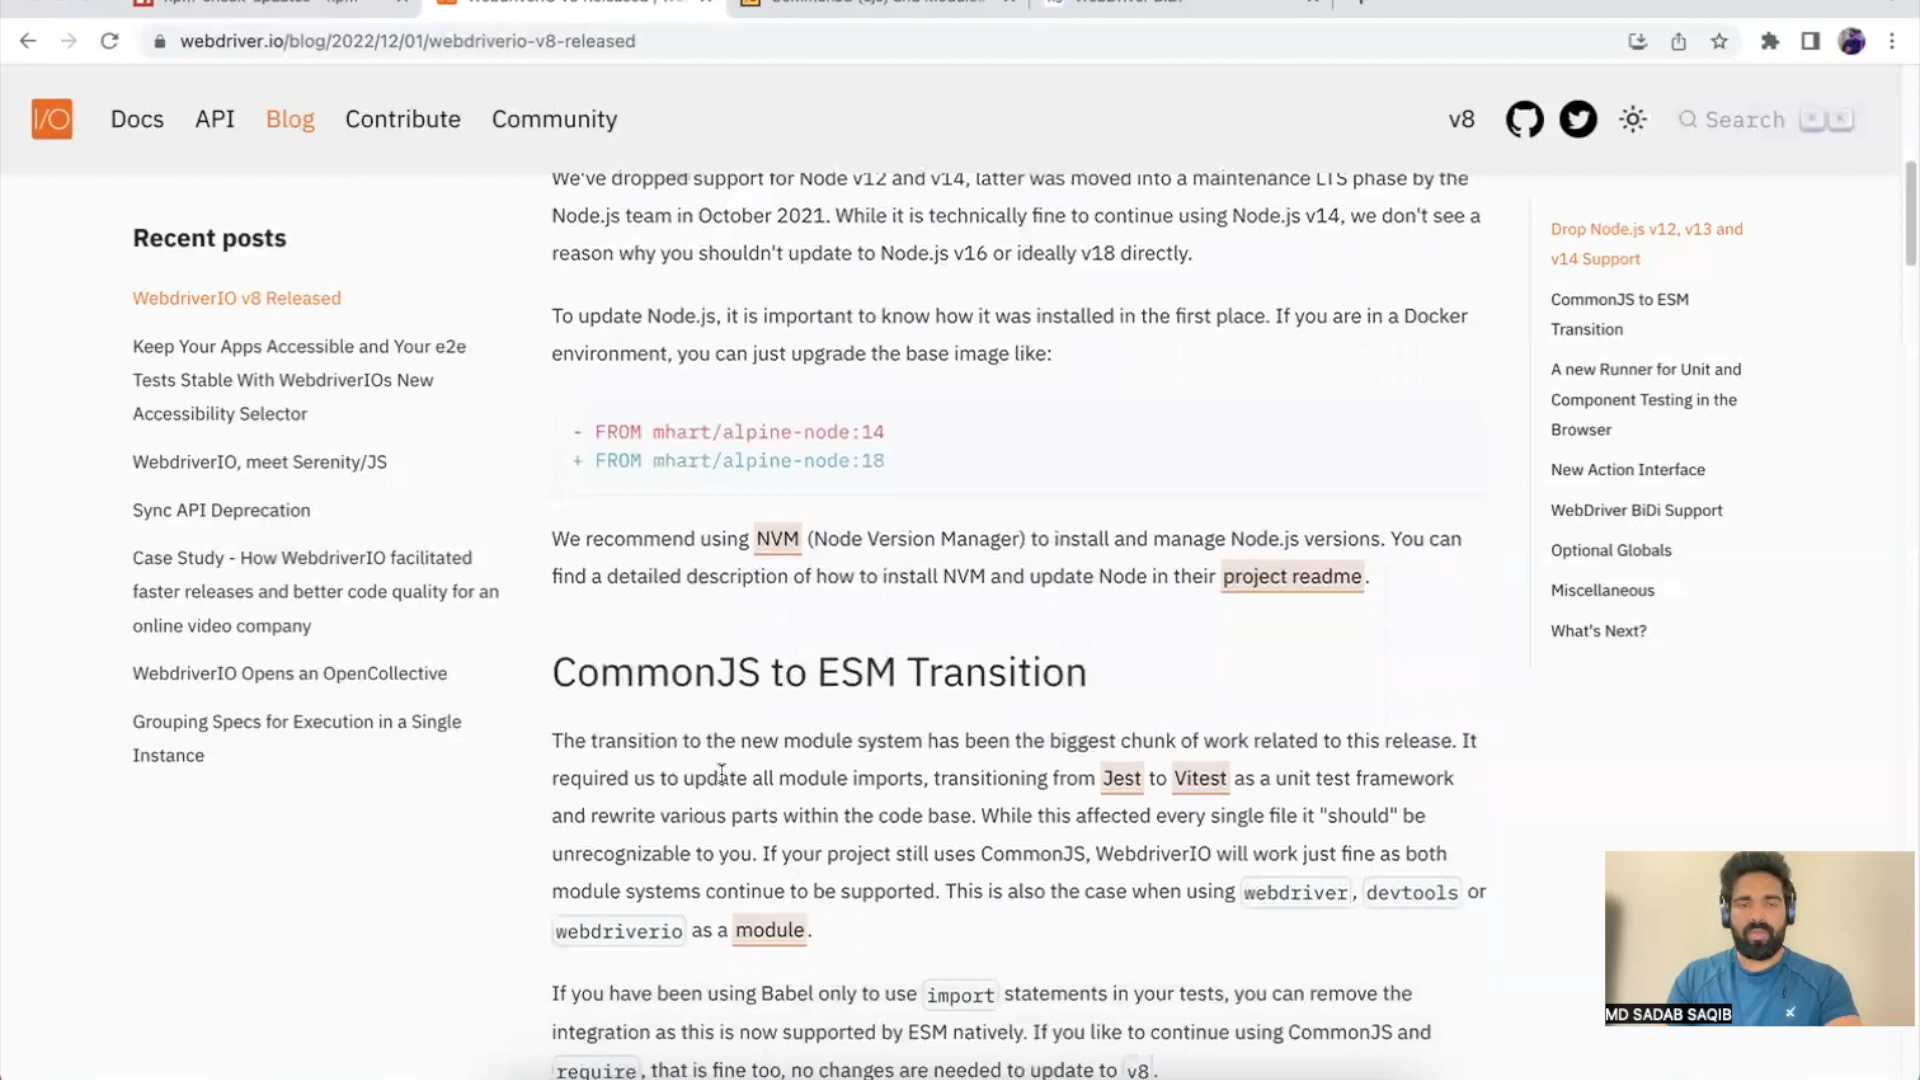 webdriver.io/blog/2022/12/01/webdriverio-v8-released
I/O
Docs
API
Blog
Contribute
Community
v8
Search
K
Recent posts
WebdriverIO v8 Released
Keep Your Apps Accessible and Your e2e
Tests Stable With WebdriverIOs New
Accessibility Selector
WebdriverIO, meet Serenity/JS
Sync API Deprecation
Case Study - How WebdriverIO facilitated
faster releases and better code quality for an
online video company
WebdriverIO Opens an OpenCollective
Grouping Specs for Execution in a Single
Instance
We've dropped support for Node v12 and v14, latter was moved into a maintenance LTS phase by the
Node.js team in October 2021. While it is technically fine to continue using Node.js v14, we don't see a
reason why you shouldn't update to Node.js v16 or ideally v18 directly.
To update Node.js, it is important to know how it was installed in the first place. If you are in a Docker
environment, you can just upgrade the base image like:
- FROM mhart/alpine-node:14
+ FROM mhart/alpine-node:18
We recommend using NVM (Node Version Manager) to install and manage Node.js versions. You can
find a detailed description of how to install NVM and update Node in their project readme.
CommonJS to ESM Transition
The transition to the new module system has been the biggest chunk of work related to this release. It
required us to update all module imports, transitioning from Jest to Vitest as a unit test framework
and rewrite various parts within the code base. While this affected every single file it "should" be
unrecognizable to you. If your project still uses CommonJS, WebdriverIO will work just fine as both
module systems continue to be supported. This is also the case when using webdriver, devtools or
webdriverio as a module.
If you have been using Babel only to use import statements in your tests, you can remove the
integration as this is now supported by ESM natively. If you like to continue using CommonJS and
require, that is fine too, no changes are needed to update to v8.
Drop Node.js v12, v13 and
v14 Support
CommonJS to ESM
Transition
A new Runner for Unit and
Component Testing in the
Browser
New Action Interface
WebDriver BiDi Support
Optional Globals
Miscellaneous
What's Next?
MD SADAB SAQIB